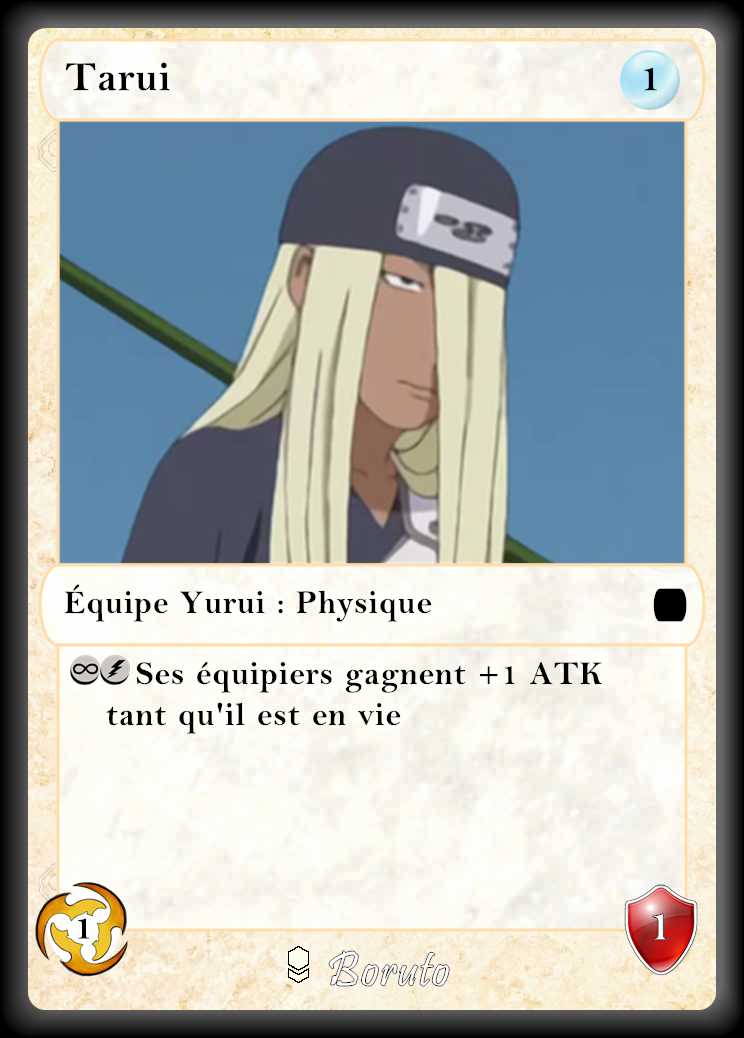 Tarui
1
Équipe Yurui : Physique
Ses équipiers gagnent +1 ATK
tant qu'il est en vie
1
1
Boruto